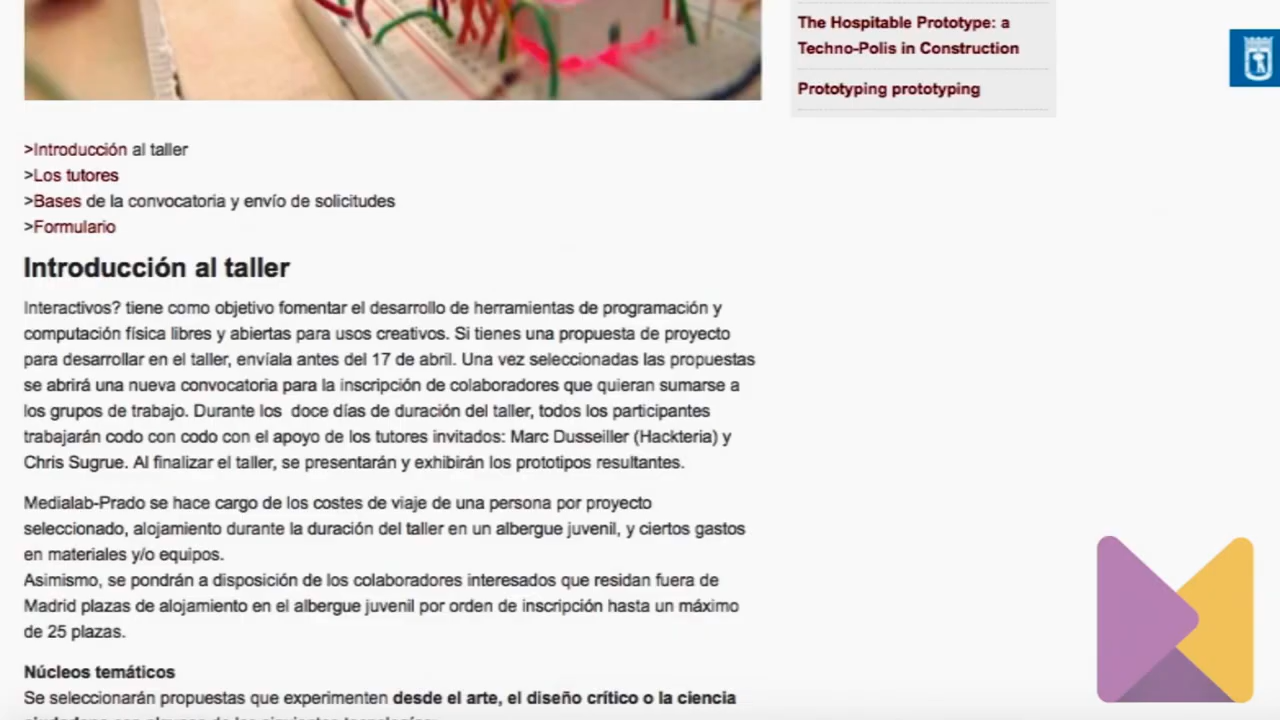 The Hospitable Prototype: a
Techno-Polis in Construction
Prototyping prototyping
>Introducción al taller
>Los tutores
>Bases de la convocatoria y envío de solicitudes
>Formulario
Introducción al taller
Interactivos? tiene como objetivo fomentar el desarrollo de herramientas de programación y
computación física libres y abiertas para usos creativos. Si tienes una propuesta de proyecto
para desarrollar en el taller, envíala antes del 17 de abril. Una vez seleccionadas las propuestas
se abrirá una nueva convocatoria para la inscripción de colaboradores que quieran sumarse a
los grupos de trabajo. Durante los doce días de duración del taller, todos los participantes
trabajarán codo con codo con el apoyo de los tutores invitados: Marc Dusseiller (Hackteria) y
Chris Sugrue. Al finalizar el taller, se presentarán y exhibirán los prototipos resultantes.
Medialab-Prado se hace cargo de los costes de viaje de una persona por proyecto
seleccionado, alojamiento durante la duración del taller en un albergue juvenil, y ciertos gastos
en materiales y/o equipos.
Asimismo, se pondrán a disposición de los colaboradores interesados que residan fuera de
Madrid plazas de alojamiento en el albergue juvenil por orden de inscripción hasta un máximo
de 25 plazas.
Núcleos temáticos
Se seleccionarán propuestas que experimenten desde el arte, el diseño crítico o la ciencia